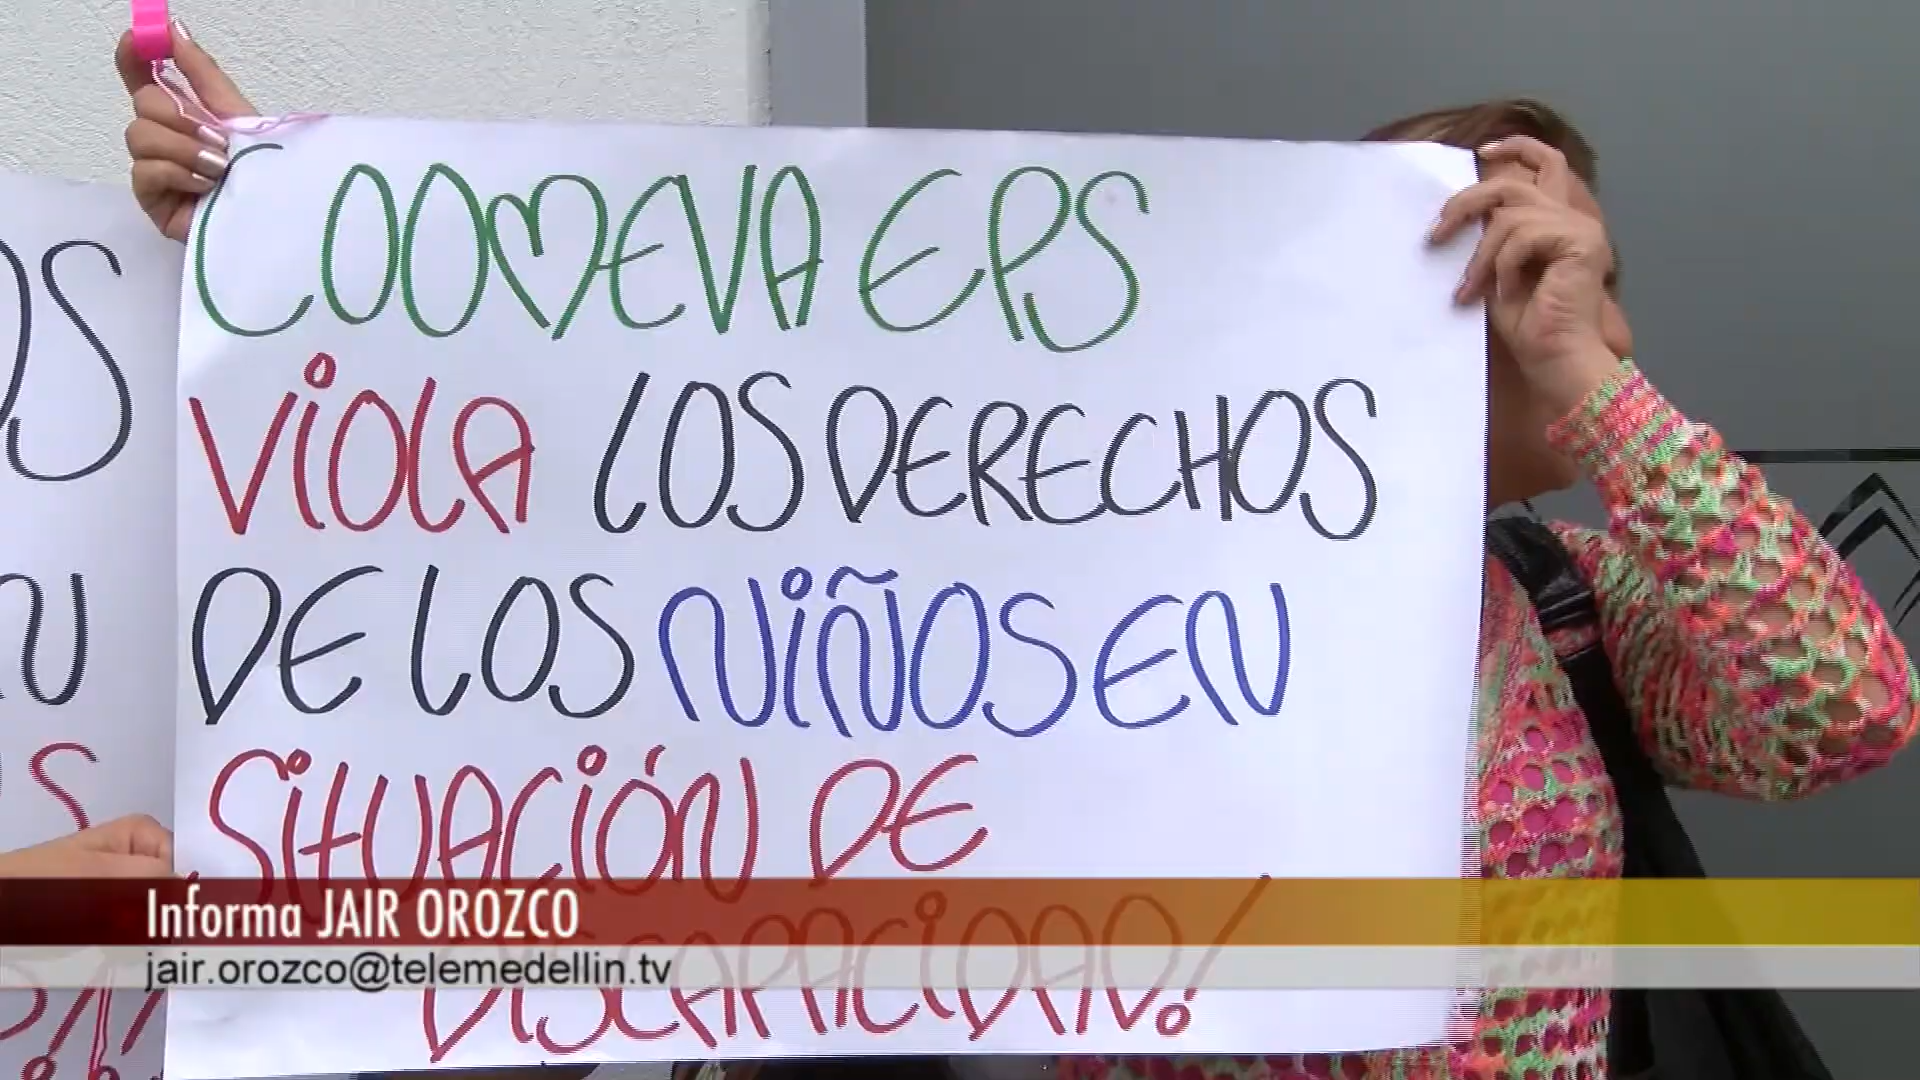 COOMEVA EPS
VIOLA LOS DERECHOS
DE LOS NIÑOS EN
SITUACIÓN DE
DISCAPACIDAD!
Informa JAIR OROZCO
jair.orozco@telemedellin.tv